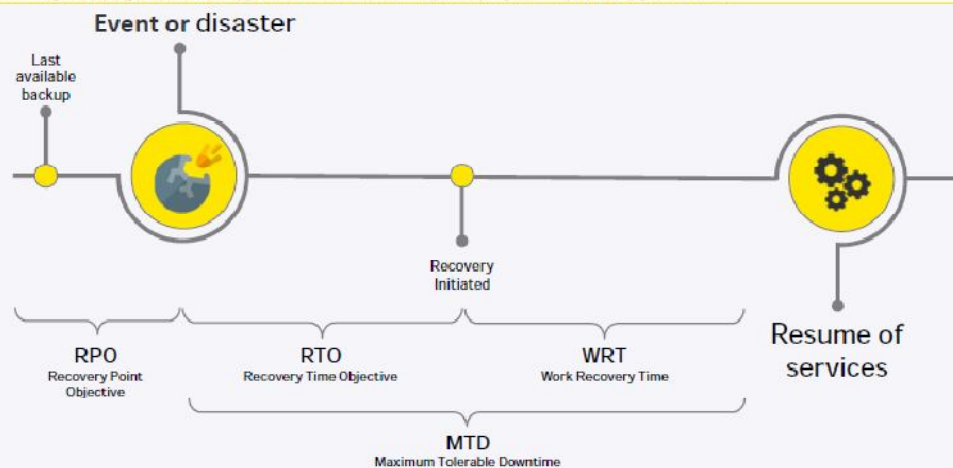 Event or disaster
Last
available
backup
Recovery
Initiated
RPO
Recovery Point
Objective
RTO
Recovery Time Objective
WRT
Work Recovery Time
Resume of
services
MTD
Maximum Tolerable Downtime